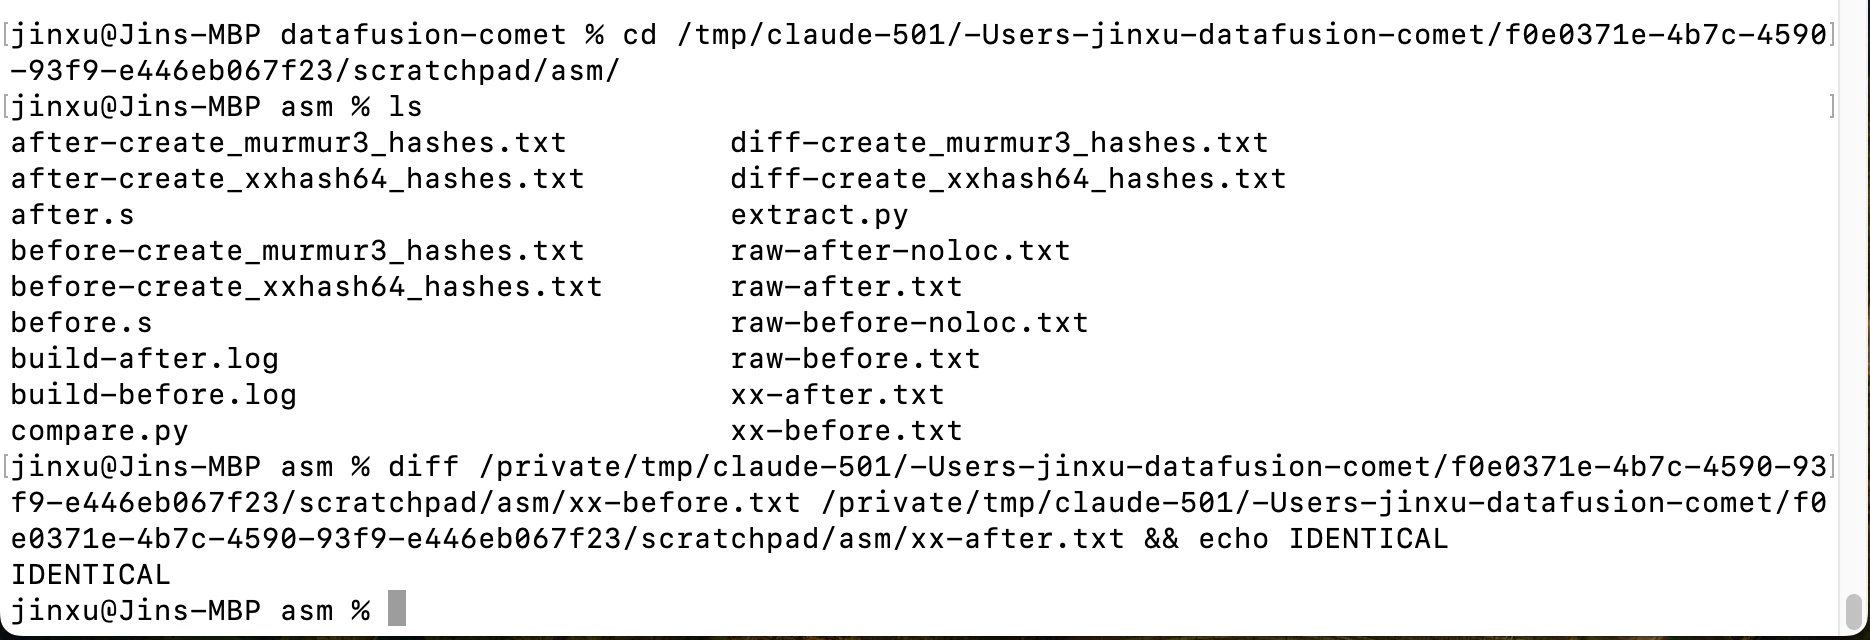 [jinxu@Jins-MBP datafusion-comet % cd /tmp/claude-501/-Users-jinxu-datafusion-comet/f0e0371e-4b7c-4590]
-93f9-e446eb067f23/scratchpad/asm/
[jinxu@Jins-MBP asm % ls ]
after-create_murmur3_hashes.txt diff-create_murmur3_hashes.txt
after-create_xxhash64_hashes.txt diff-create_xxhash64_hashes.txt
after.s extract.py
before-create_murmur3_hashes.txt raw-after-noloc.txt
before-create_xxhash64_hashes.txt raw-after.txt
before.s raw-before-noloc.txt
build-after.log raw-before.txt
build-before.log xx-after.txt
compare.py xx-before.txt
[jinxu@Jins-MBP asm % diff /private/tmp/claude-501/-Users-jinxu-datafusion-comet/f0e0371e-4b7c-4590-93]
f9-e446eb067f23/scratchpad/asm/xx-before.txt /private/tmp/claude-501/-Users-jinxu-datafusion-comet/f0
e0371e-4b7c-4590-93f9-e446eb067f23/scratchpad/asm/xx-after.txt && echo IDENTICAL
IDENTICAL
jinxu@Jins-MBP asm %